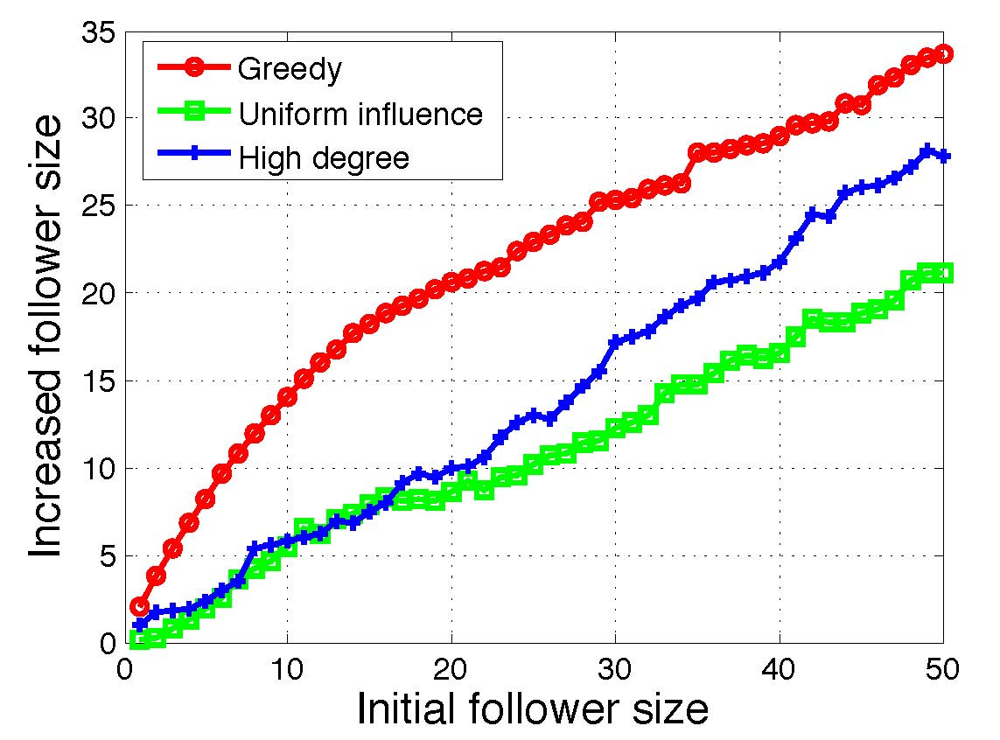 35
30
25
20
15
10
5
0
Increased follower size
Greedy
Uniform influence
High degree
0 10 20 30 40 50
Initial follower size